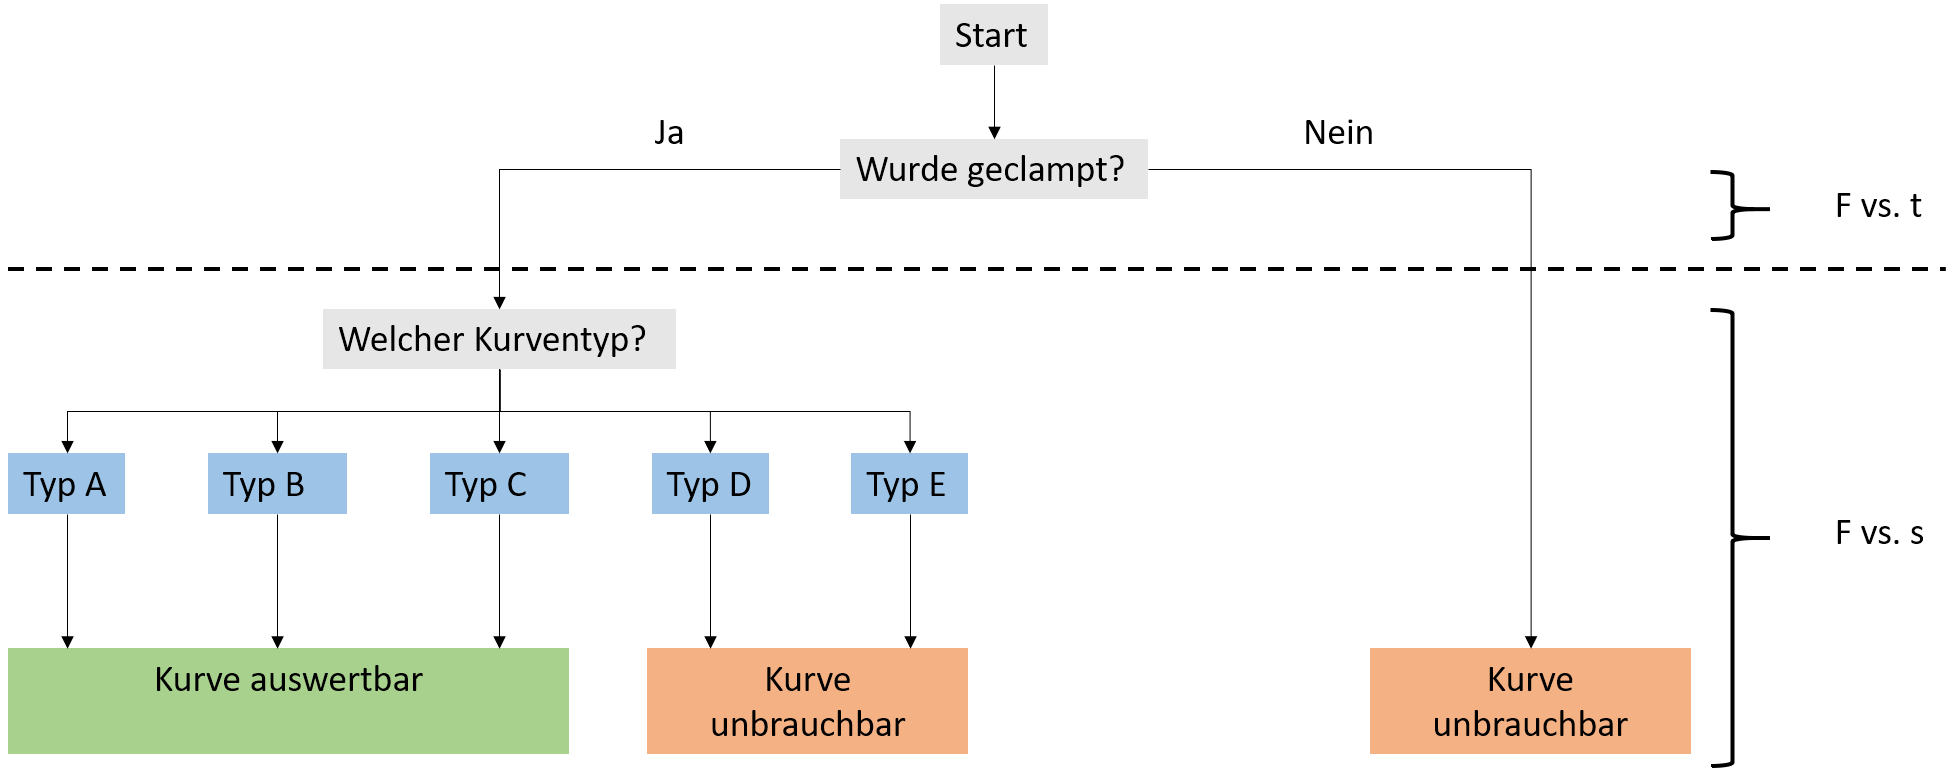 Start
Ja
Nein
Wurde geclampt?
F vs. t
Welcher Kurventyp?
Typ A
Typ B
Typ C
Typ D
Typ E
F vs. s
Kurve auswertbar
Kurve
unbrauchbar
Kurve
unbrauchbar